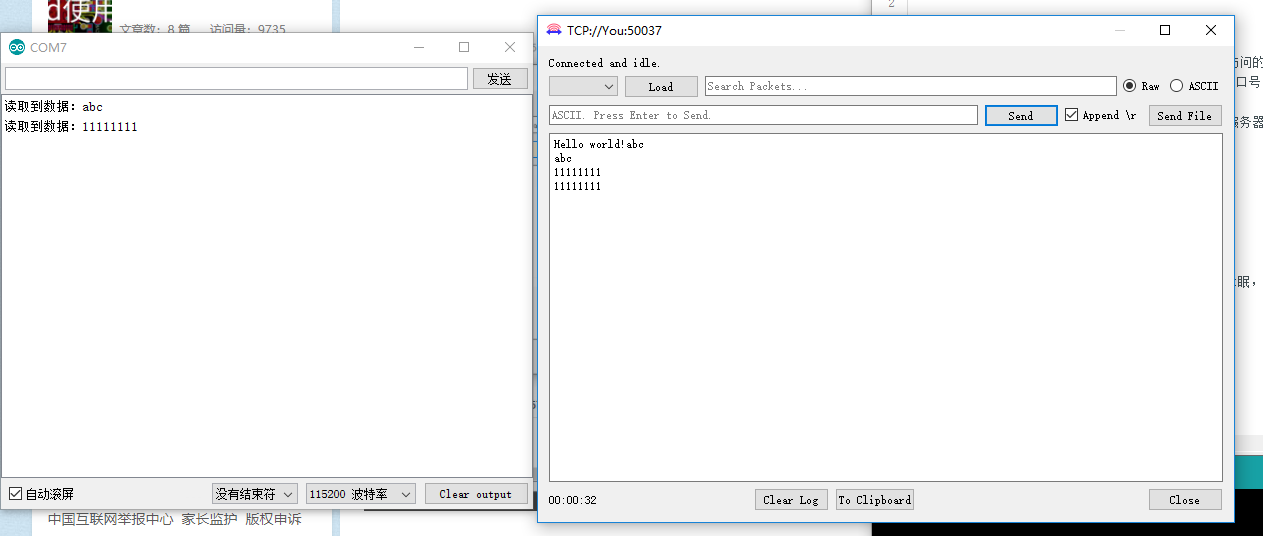 d使用
文章数：8 篇 访问量：9735
COM7
发送
读取到数据：abc
读取到数据：11111111
自动滚屏
没有结束符
115200 波特率
Clear output
中国互联网举报中心 家长监护 版权申诉
TCP://You:50037
Connected and idle.
Load
Search Packets...
Raw
ASCII
ASCII. Press Enter to Send.
Send
Append \r
Send File
Hello world!abc
abc
11111111
11111111
00:00:32
Clear Log
To Clipboard
Close
2
访问的
口号
服务器
眠，